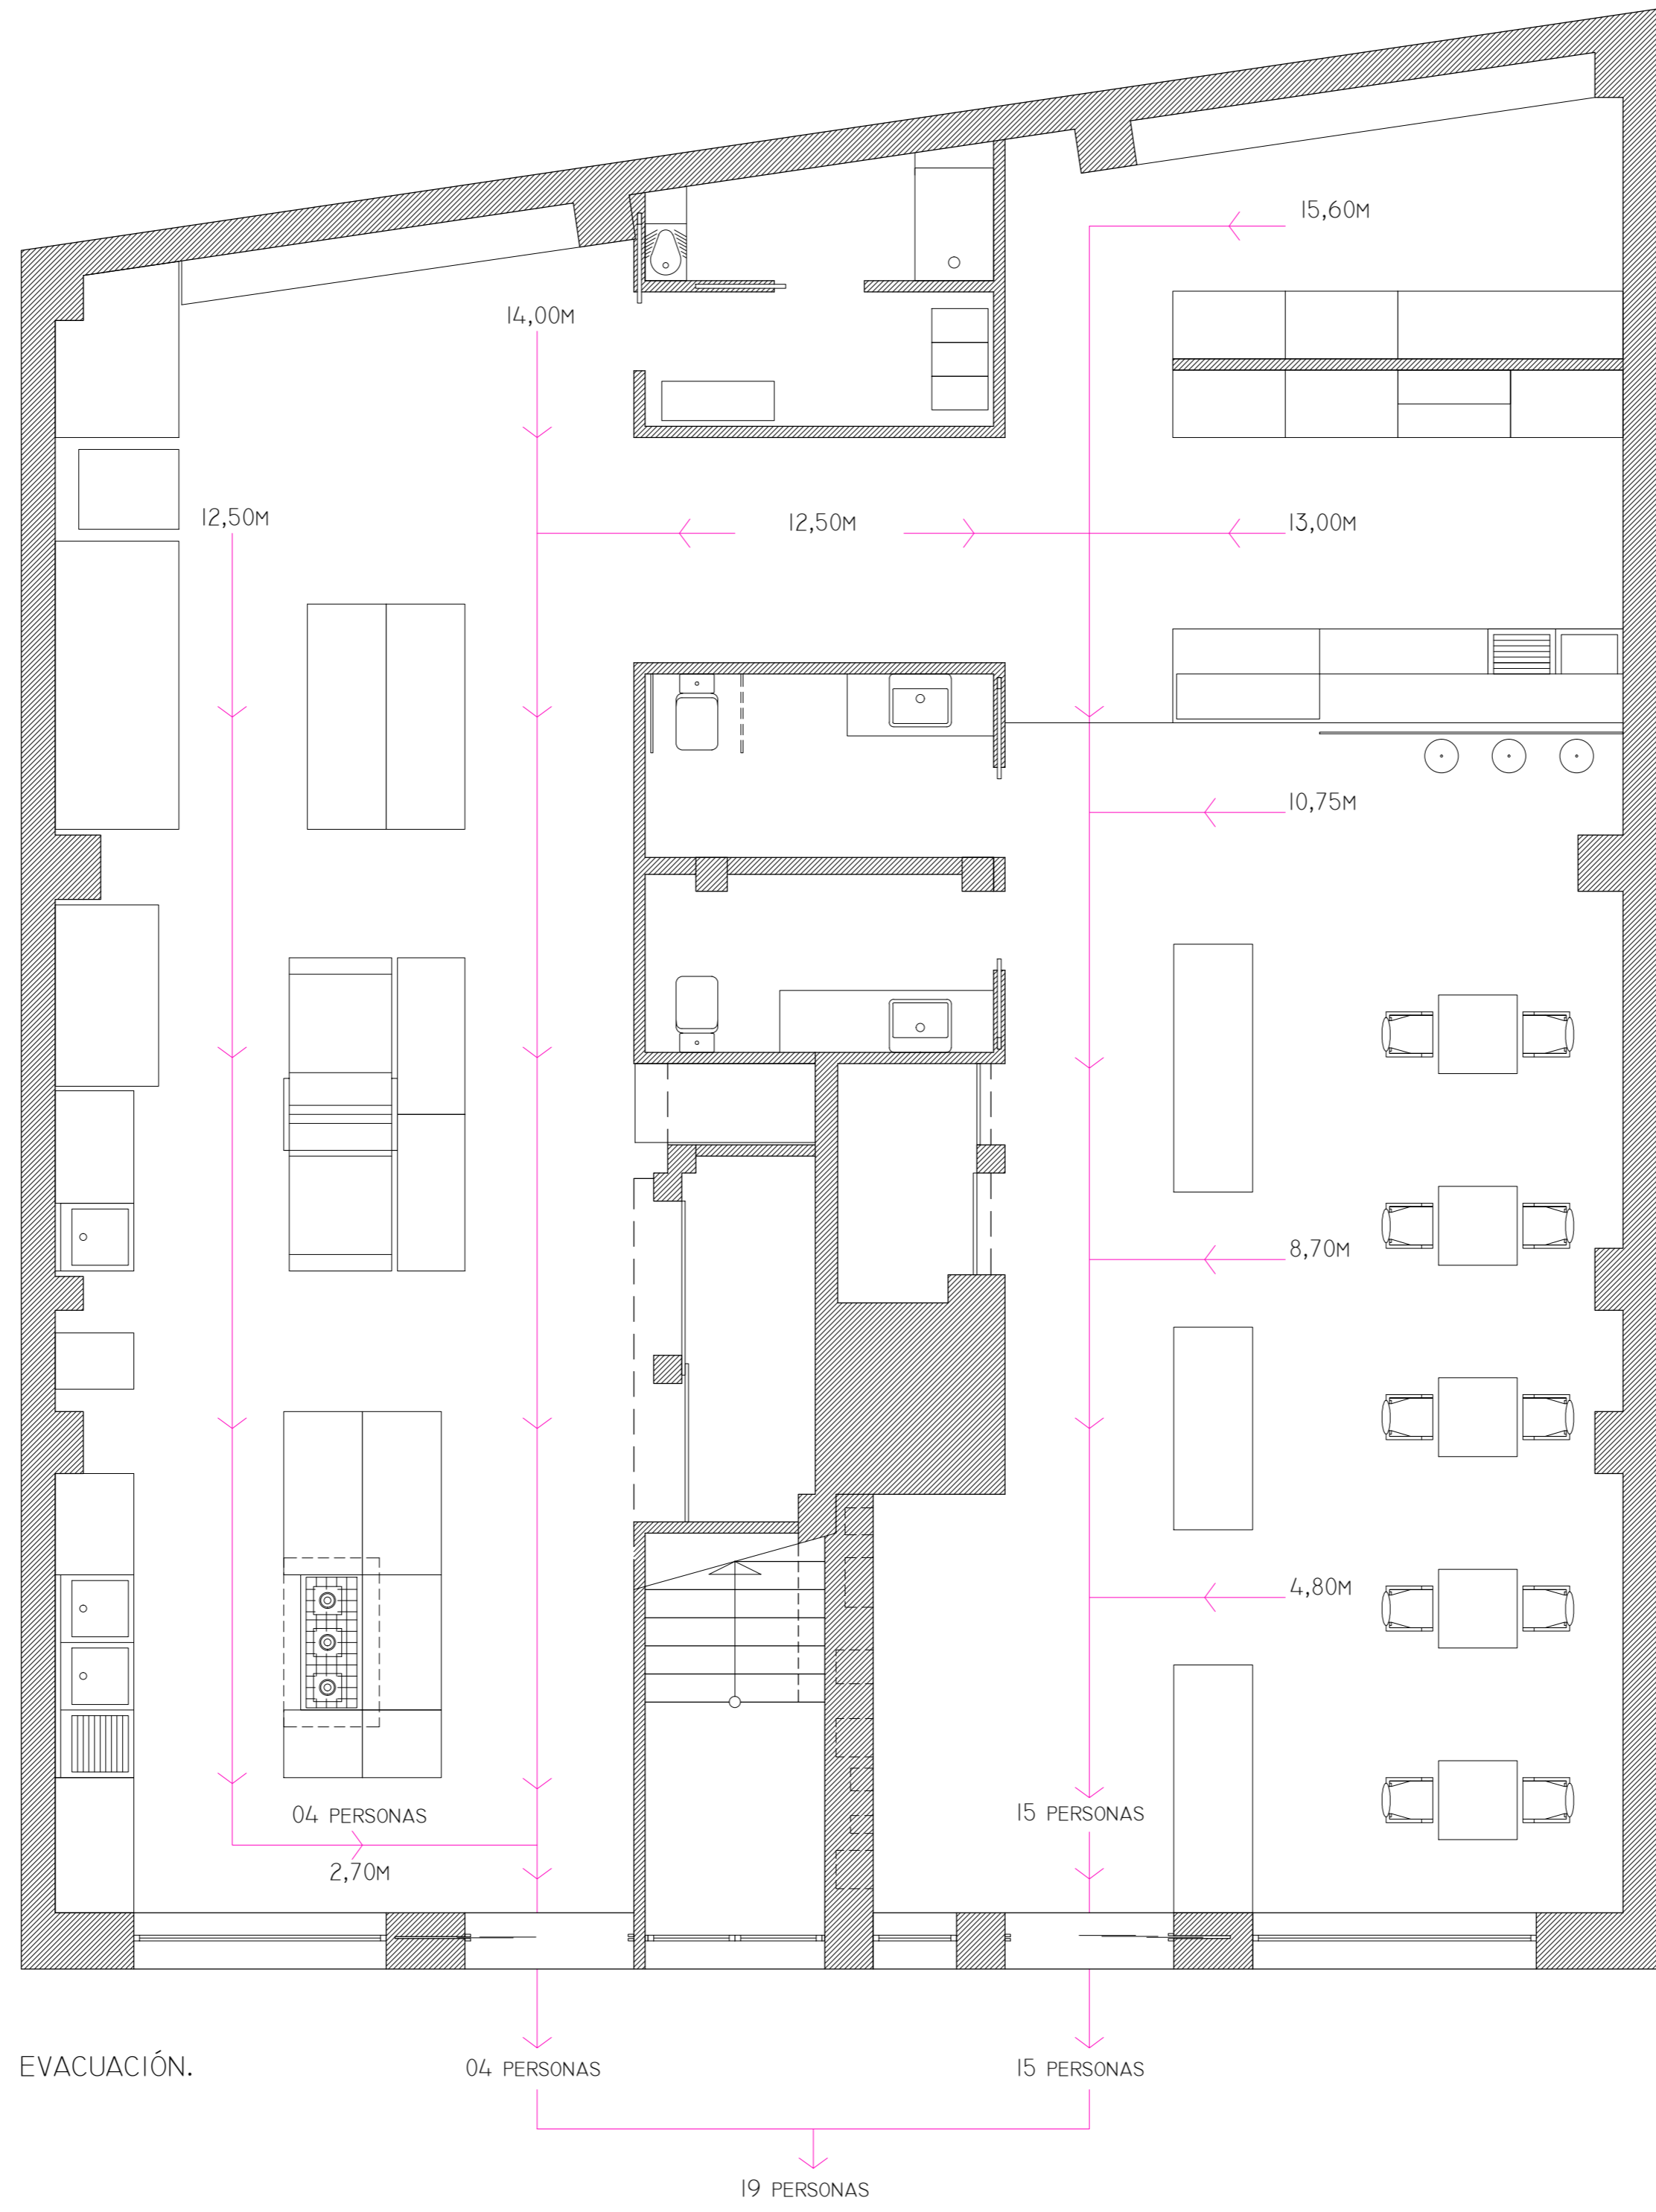 15,60M
14,00M
12,50M
12,50M
13,00M
10,75M
8,70M
4,80M
04 PERSONAS
15 PERSONAS
2,70M
EVACUACIÓN.
04 PERSONAS
15 PERSONAS
19 PERSONAS